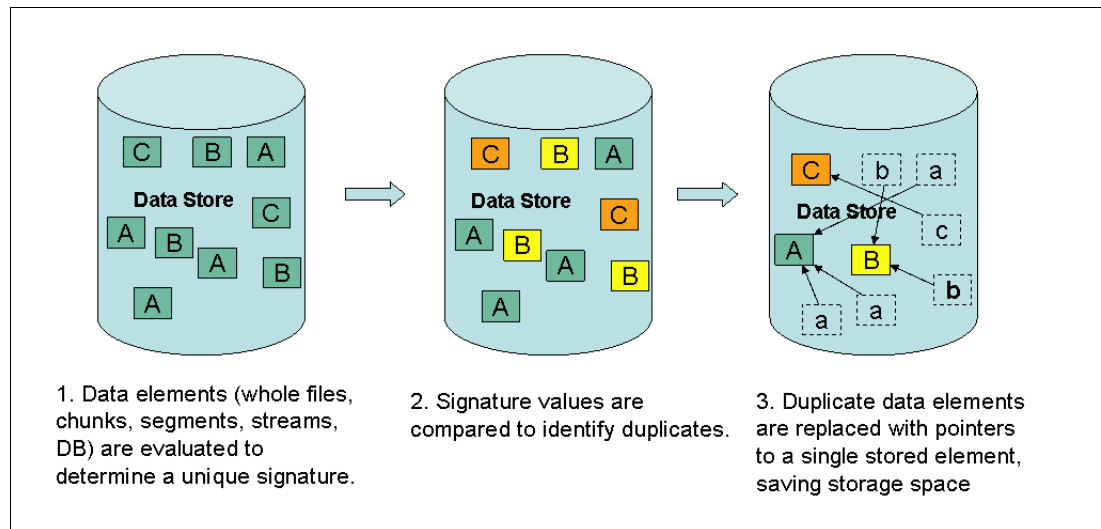 C B A
Data Store
C
A
B
A
B
A
C B A
Data Store
C
A
B
A
B
A
C b a
Data Store
c
A
B
b
a
a
1. Data elements (whole files,
chunks, segments, streams,
DB) are evaluated to
determine a unique signature.
2. Signature values are
compared to identify duplicates.
3. Duplicate data elements
are replaced with pointers
to a single stored element,
saving storage space